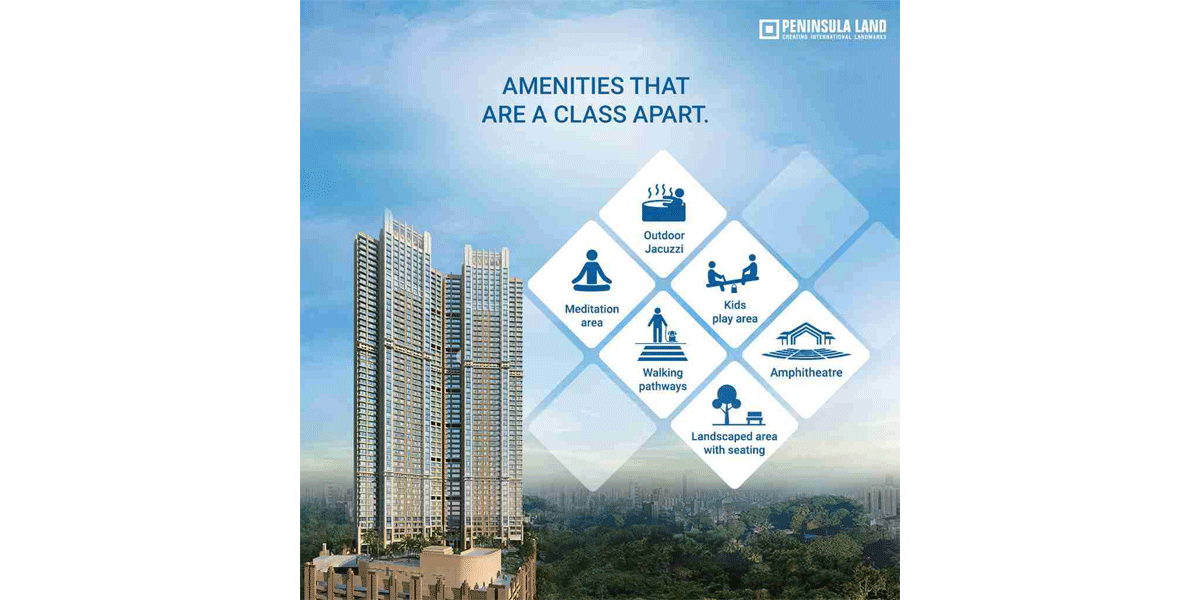 PENINSULA LAND
CREATING INTERNATIONAL LANDMARKS
AMENITIES THAT
ARE A CLASS APART.
Outdoor
Jacuzzi
Meditation
area
Kids
play area
Walking
pathways
Amphitheatre
Landscaped area
with seating